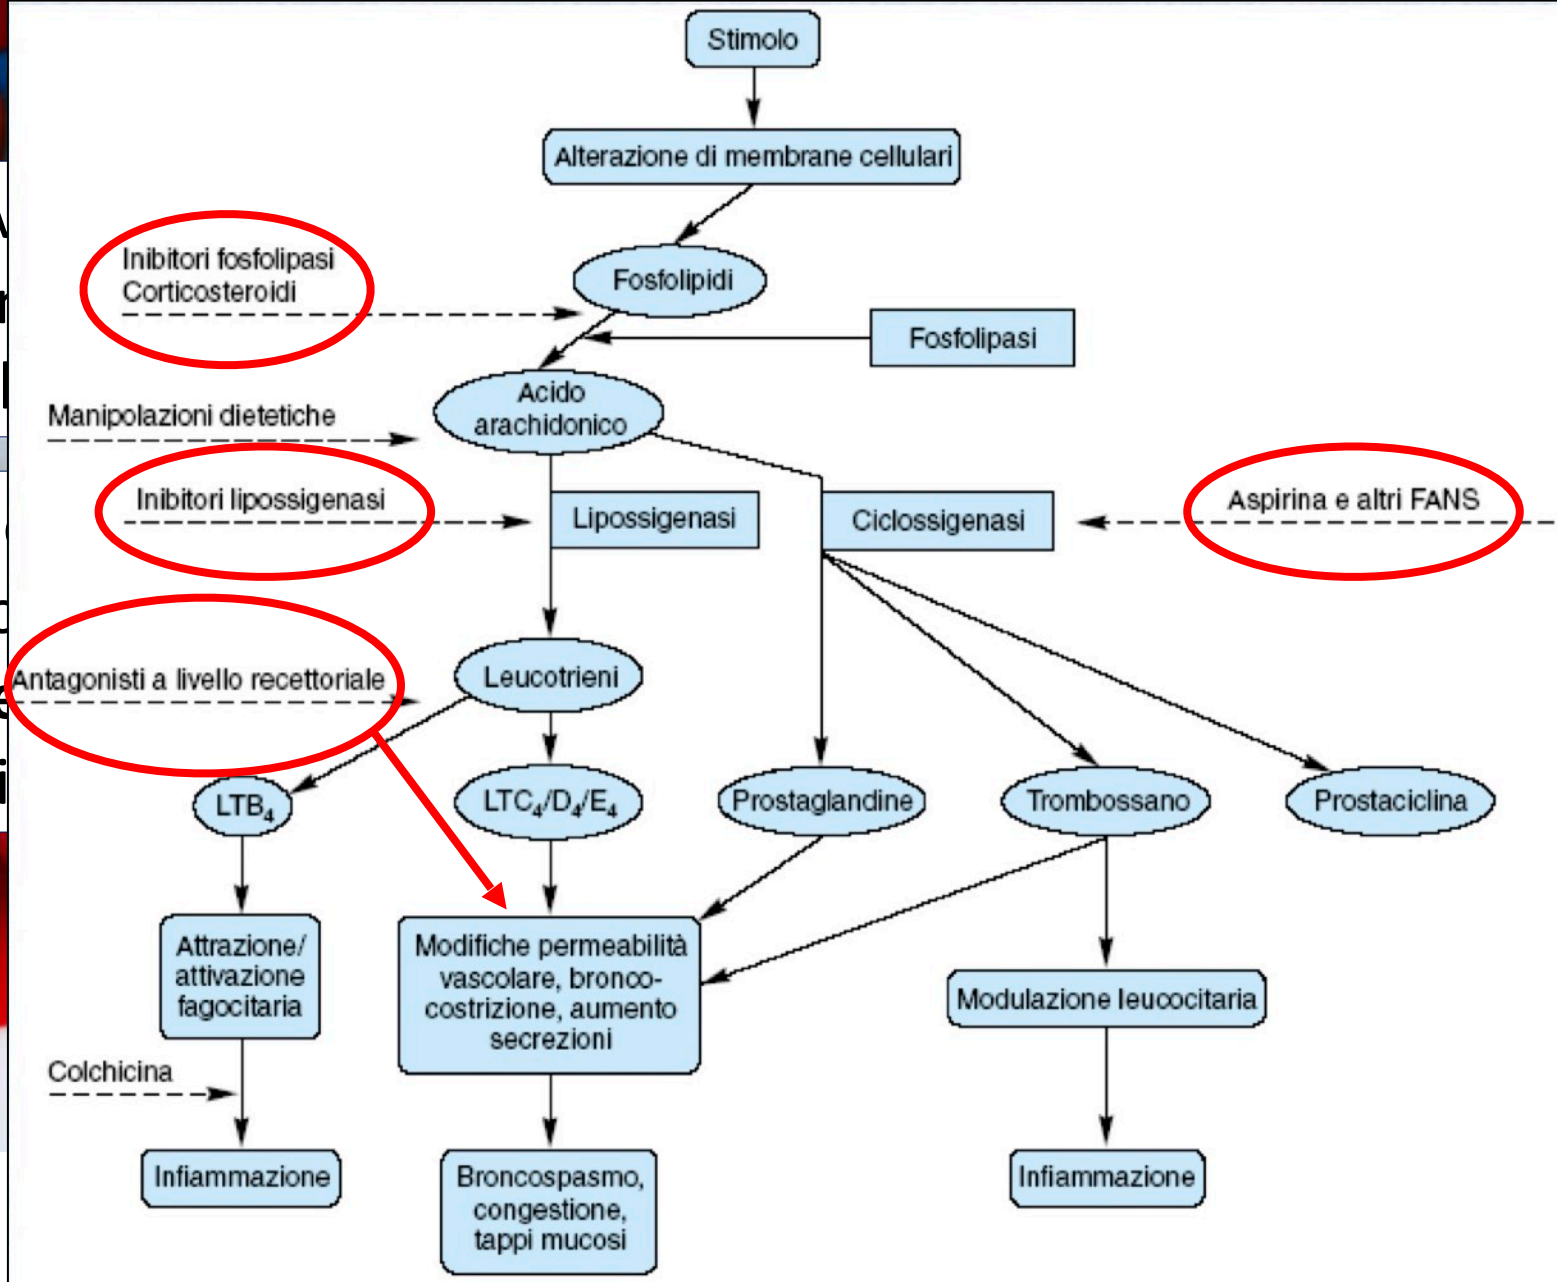 Stimolo
Alterazione di membrane cellulari
Inibitori fosfolipasi
Corticosteroidi
Fosfolipidi
Fosfolipasi
Acido
arachidonico
Manipolazioni dietetiche
Inibitori lipossigenasi
Lipossigenasi
Ciclossigenasi
Aspirina e altri FANS
Antagonisti a livello recettoriale
Leucotrieni
LTB₄
LTC₄/D₄/E₄
Prostaglandine
Trombossano
Prostaciclina
Attrazione/
attivazione
fagocitaria
Modifiche permeabilità
vascolare, bronco-
costrizione, aumento
secrezioni
Modulazione leucocitaria
Colchicina
Infiammazione
Broncospasmo,
congestione,
tappi mucosi
Infiammazione